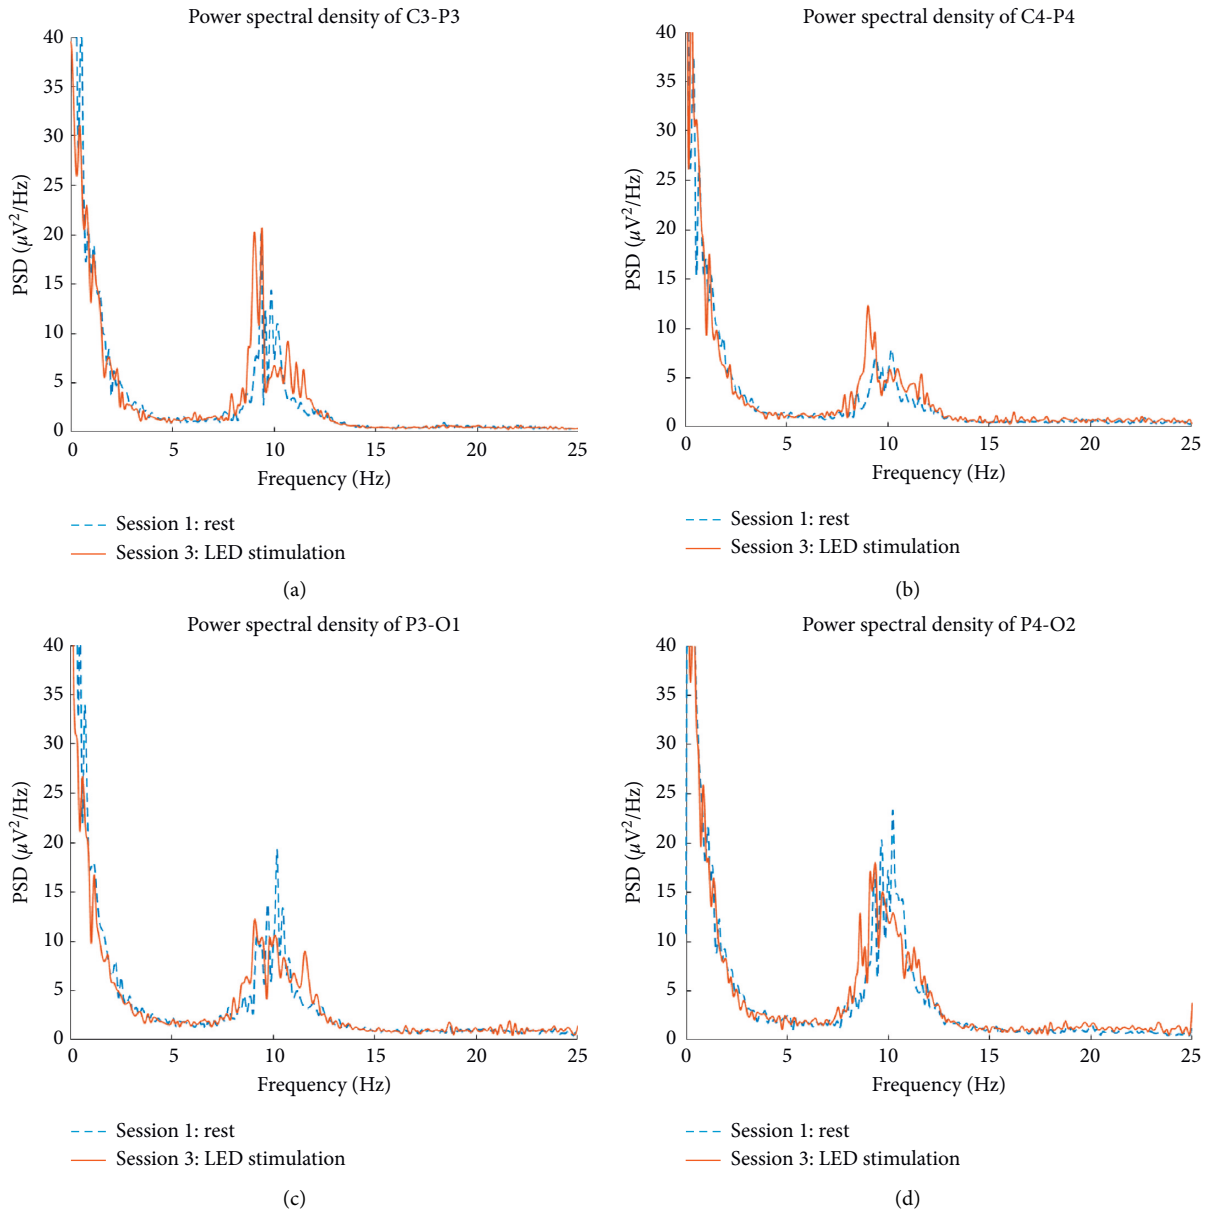 Power spectral density of C3-P3
40
35
30
25
20
15
10
5
0
PSD (μV²/Hz)
0 5 10 15 20 25
Frequency (Hz)
Session 1: rest
Session 3: LED stimulation
(a)
Power spectral density of C4-P4
40
35
30
25
20
15
10
5
0
PSD (μV²/Hz)
0 5 10 15 20 25
Frequency (Hz)
Session 1: rest
Session 3: LED stimulation
(b)
Power spectral density of P3-O1
40
35
30
25
20
15
10
5
0
PSD (μV²/Hz)
0 5 10 15 20 25
Frequency (Hz)
Session 1: rest
Session 3: LED stimulation
(c)
Power spectral density of P4-O2
40
35
30
25
20
15
10
5
0
PSD (μV²/Hz)
0 5 10 15 20 25
Frequency (Hz)
Session 1: rest
Session 3: LED stimulation
(d)